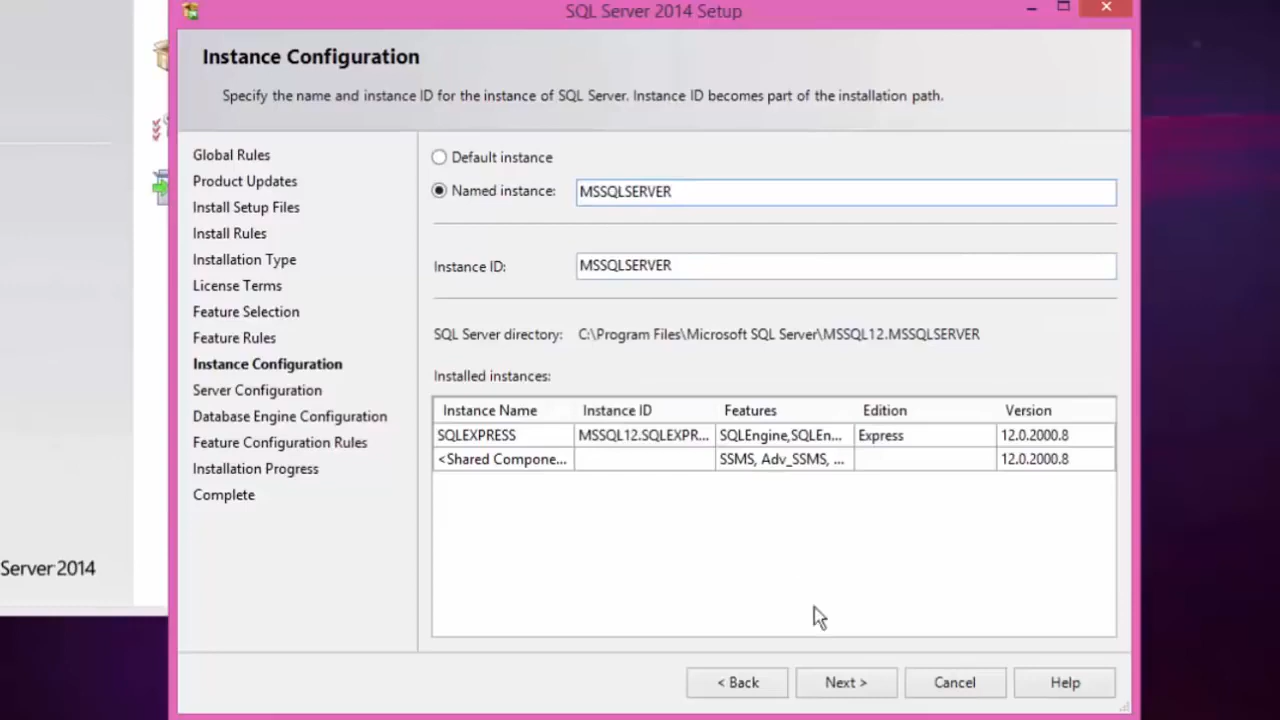 SQL Server 2014 Setup
Instance Configuration
Specify the name and instance ID for the instance of SQL Server. Instance ID becomes part of the installation path.
Global Rules
Product Updates
Install Setup Files
Install Rules
Installation Type
License Terms
Feature Selection
Feature Rules
Instance Configuration
Server Configuration
Database Engine Configuration
Feature Configuration Rules
Installation Progress
Complete
Default instance
Named instance: MSSQLSERVER
Instance ID: MSSQLSERVER
SQL Server directory: C:\Program Files\Microsoft SQL Server\MSSQL12.MSSQLSERVER
Installed instances:
Instance Name Instance ID Features Edition Version
SQLEXPRESS MSSQL12.SQLEXPR... SQLEngine,SQLEn... Express 12.0.2000.8
<Shared Compone... SSMS, Adv_SSMS, ... 12.0.2000.8
Server 2014
< Back Next > Cancel Help